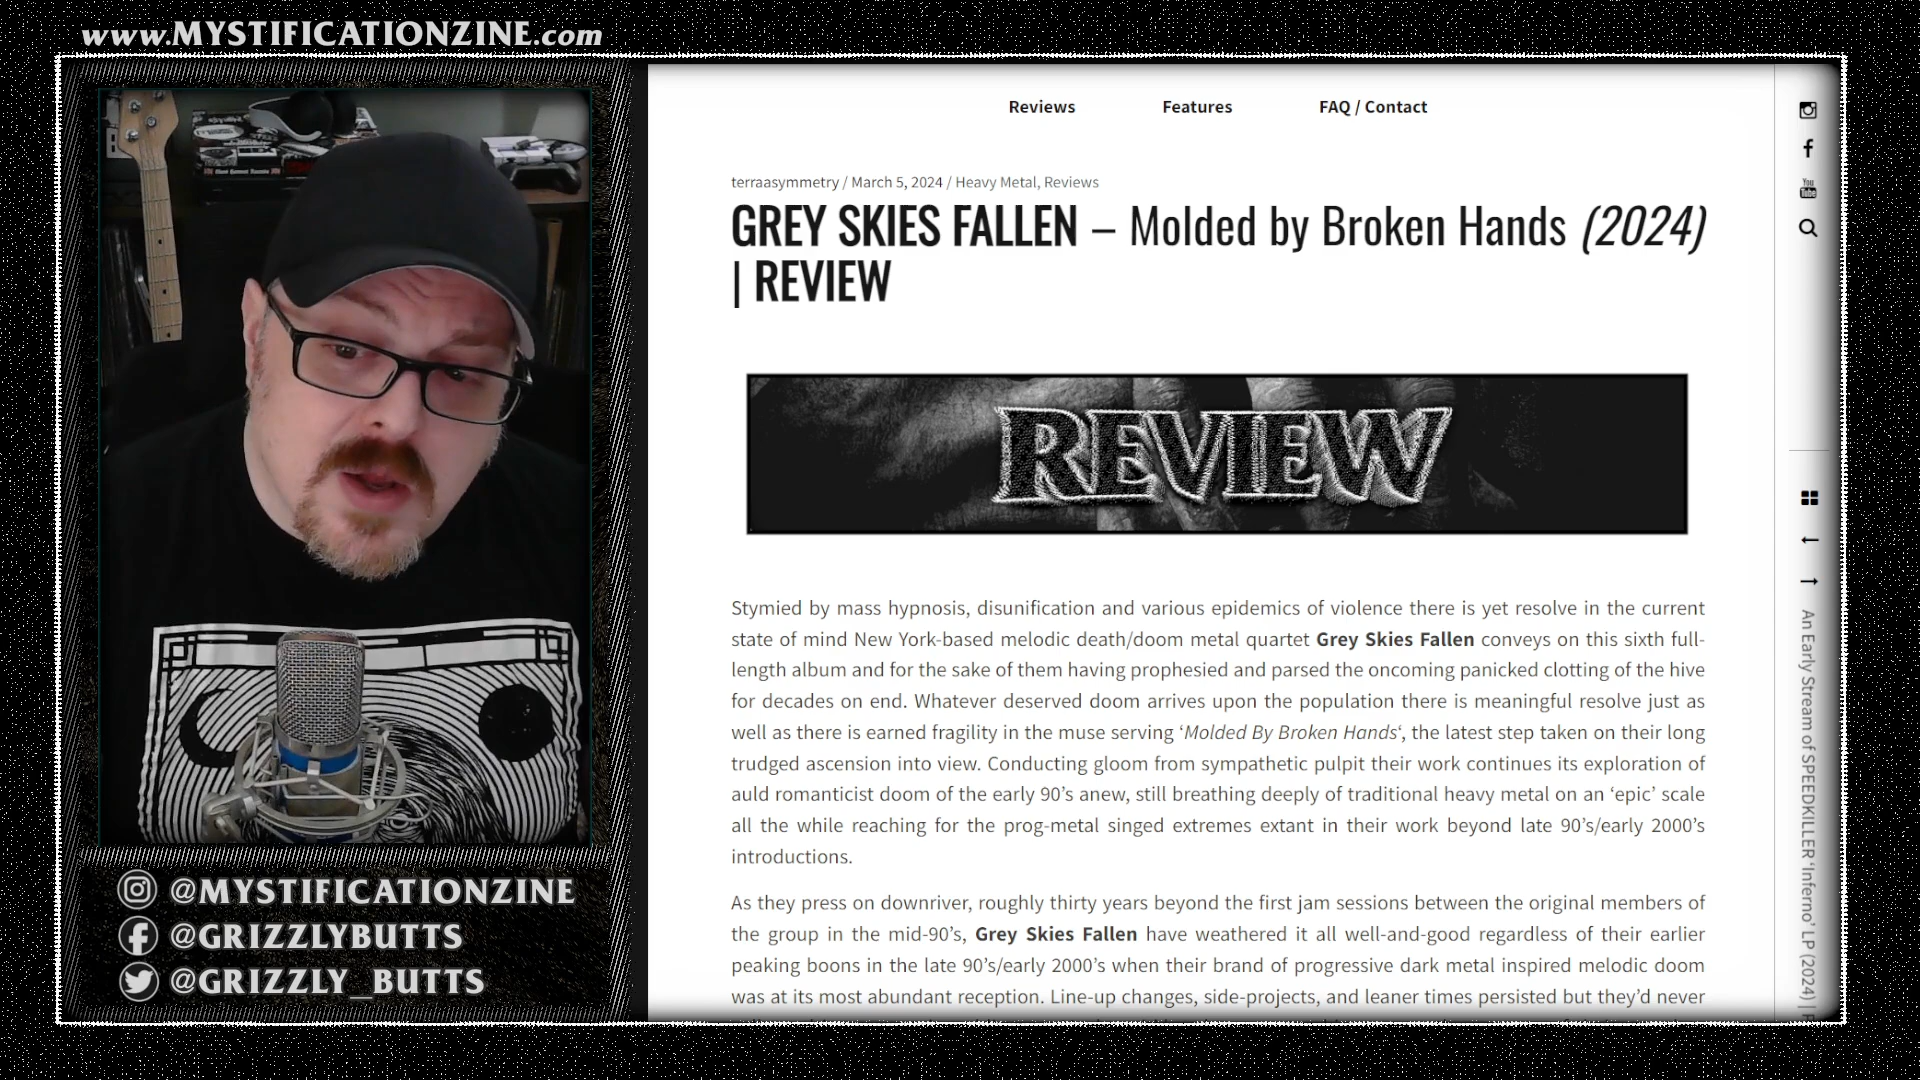 www.MYSTIFICATIONZINE.com
Reviews
Features
FAQ / Contact
terraasymmetry / March 5, 2024 / Heavy Metal, Reviews
GREY SKIES FALLEN – Molded by Broken Hands (2024)
| REVIEW
REVIEW
Stymied by mass hypnosis, disunification and various epidemics of violence there is yet resolve in the current
state of mind New York-based melodic death/doom metal quartet Grey Skies Fallen conveys on this sixth full-
length album and for the sake of them having prophesied and parsed the oncoming panicked clotting of the hive
for decades on end. Whatever deserved doom arrives upon the population there is meaningful resolve just as
well as there is earned fragility in the muse serving ‘Molded By Broken Hands‘, the latest step taken on their long
trudged ascension into view. Conducting gloom from sympathetic pulpit their work continues its exploration of
auld romanticist doom of the early 90’s anew, still breathing deeply of traditional heavy metal on an ‘epic’ scale
all the while reaching for the prog-metal singed extremes extant in their work beyond late 90’s/early 2000’s
introductions.
As they press on downriver, roughly thirty years beyond the first jam sessions between the original members of
the group in the mid-90’s, Grey Skies Fallen have weathered it all well-and-good regardless of their earlier
peaking boons in the late 90’s/early 2000’s when their brand of progressive dark metal inspired melodic doom
was at its most abundant reception. Line-up changes, side-projects, and leaner times persisted but they’d never
You
Tube
An Early Stream of SPEEDKILLER ‘Inferno’ LP (2024) |
@MYSTIFICATIONZINE
@GRIZZLYBUTTS
@GRIZZLY_BUTTS